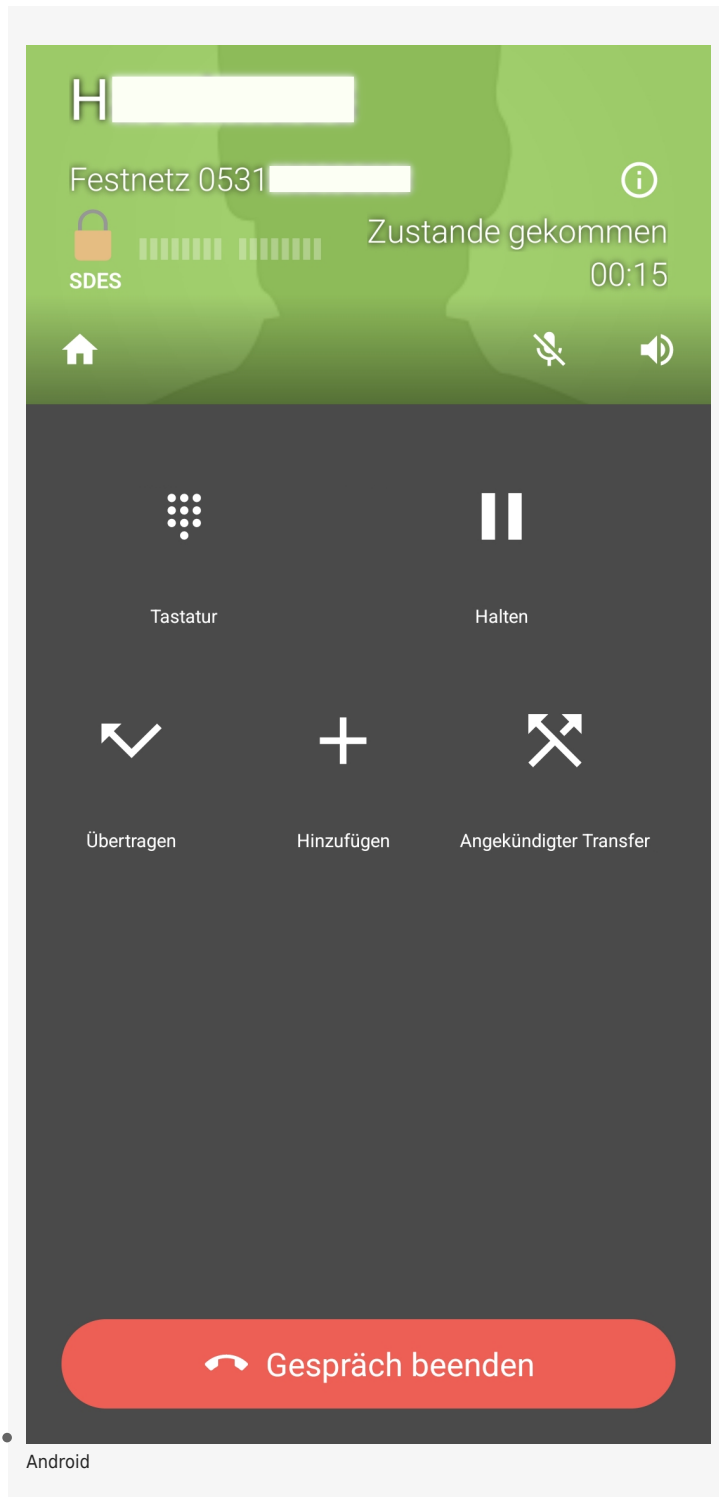 H
Festnetz 0531
Zustande gekommen
SDES
00:15
Tastatur
Halten
Übertragen
Hinzufügen
Angekündigter Transfer
Gespräch beenden
Android